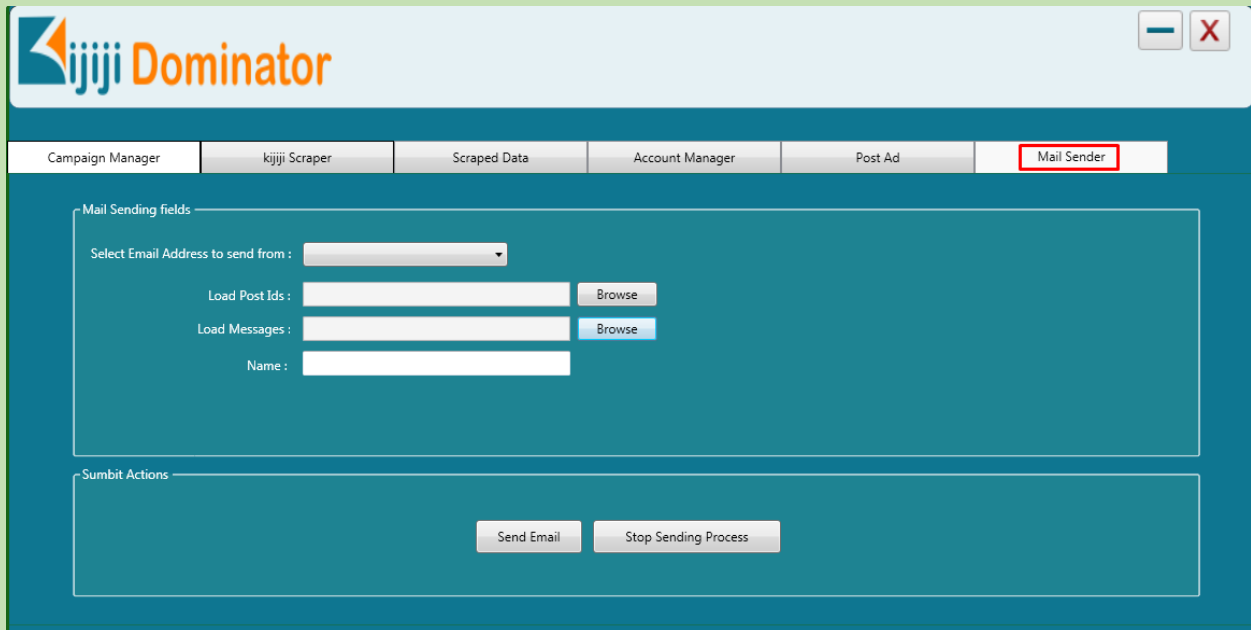 Kijiji Dominator
X
Campaign Manager kijiji Scraper Scraped Data Account Manager Post Ad Mail Sender
Mail Sending fields
Select Email Address to send from :
Load Post Ids : Browse
Load Messages : Browse
Name :
Sumbit Actions
Send Email Stop Sending Process